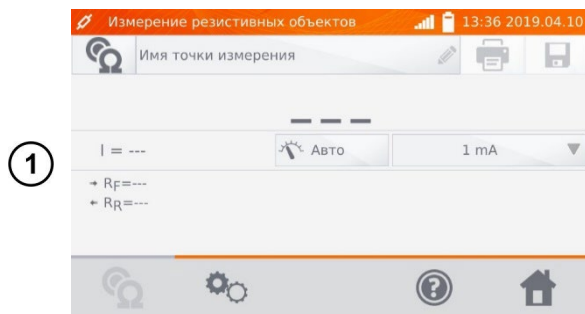 Измерение резистивных объектов 13:36 2019.04.10
Имя точки измерения
---
I = --- Авто 1 mA
1
→ RF=---
← RR=---